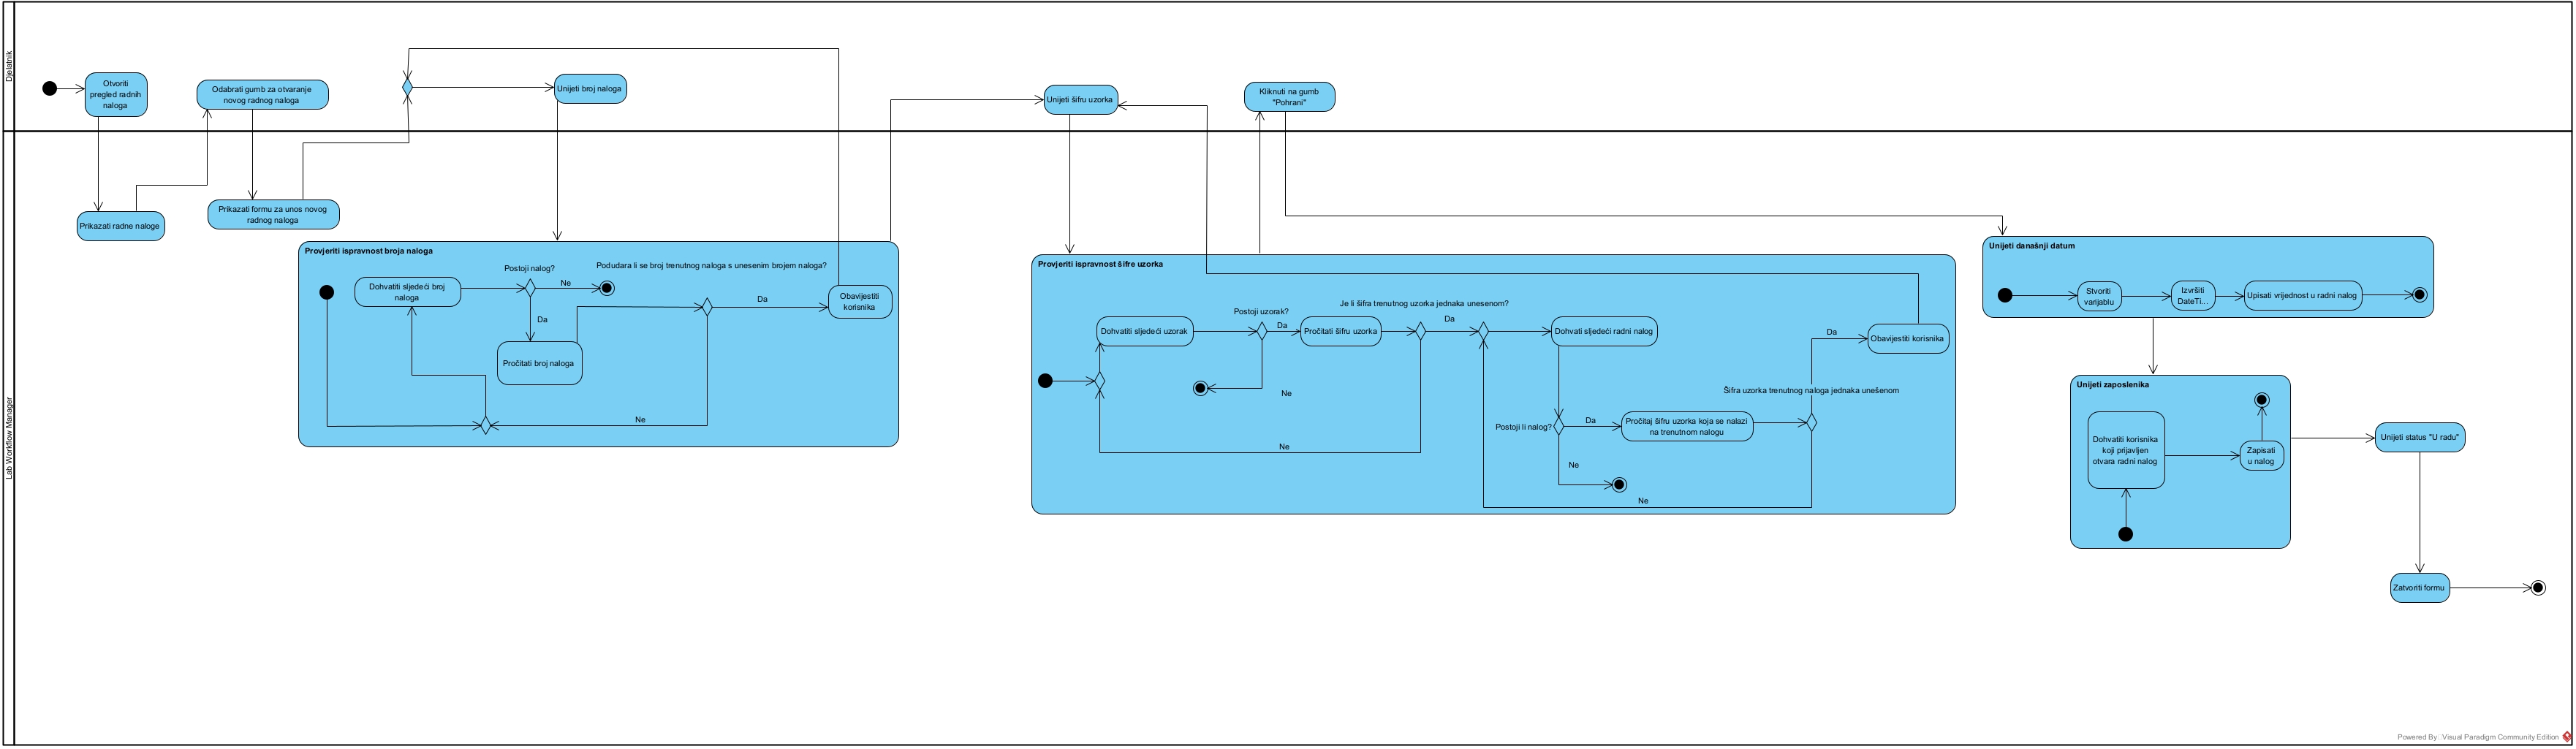 Djelatnik
Otvoriti
pregled radnih
naloga
Odabrati gumb za otvaranje
novog radnog naloga
Unijeti broj naloga
Unijeti šifru uzorka
Kliknuti na gumb
"Pohrani"
Lab Workflow Manager
Prikazati radne naloge
Prikazati formu za unos novog
radnog naloga
Provjeriti ispravnost broja naloga
Dohvatiti sljedeći broj
naloga
Postoji nalog?
Ne
Da
Pročitati broj naloga
Podudara li se broj trenutnog naloga s unesenim brojem naloga?
Da
Ne
Obavijestiti
korisnika
Provjeriti ispravnost šifre uzorka
Dohvatiti sljedeći uzorak
Postoji uzorak?
Da
Ne
Pročitati šifru uzorka
Je li šifra trenutnog uzorka jednaka unesenom?
Da
Ne
Dohvati sljedeći radni nalog
Postoji li nalog?
Da
Ne
Pročitaj šifru uzorka koja se nalazi
na trenutnom nalogu
Šifra uzorka trenutnog naloga jednaka unešenom
Da
Ne
Obavijestiti korisnika
Unijeti današnji datum
Stvoriti
varijablu
Izvršiti
DateTi...
Upisati vrijednost u radni nalog
Unijeti zaposlenika
Dohvatiti korisnika
koji prijavljen
otvara radni nalog
Zapisati
u nalog
Unijeti status "U radu"
Zatvoriti formu
Powered By: Visual Paradigm Community Edition